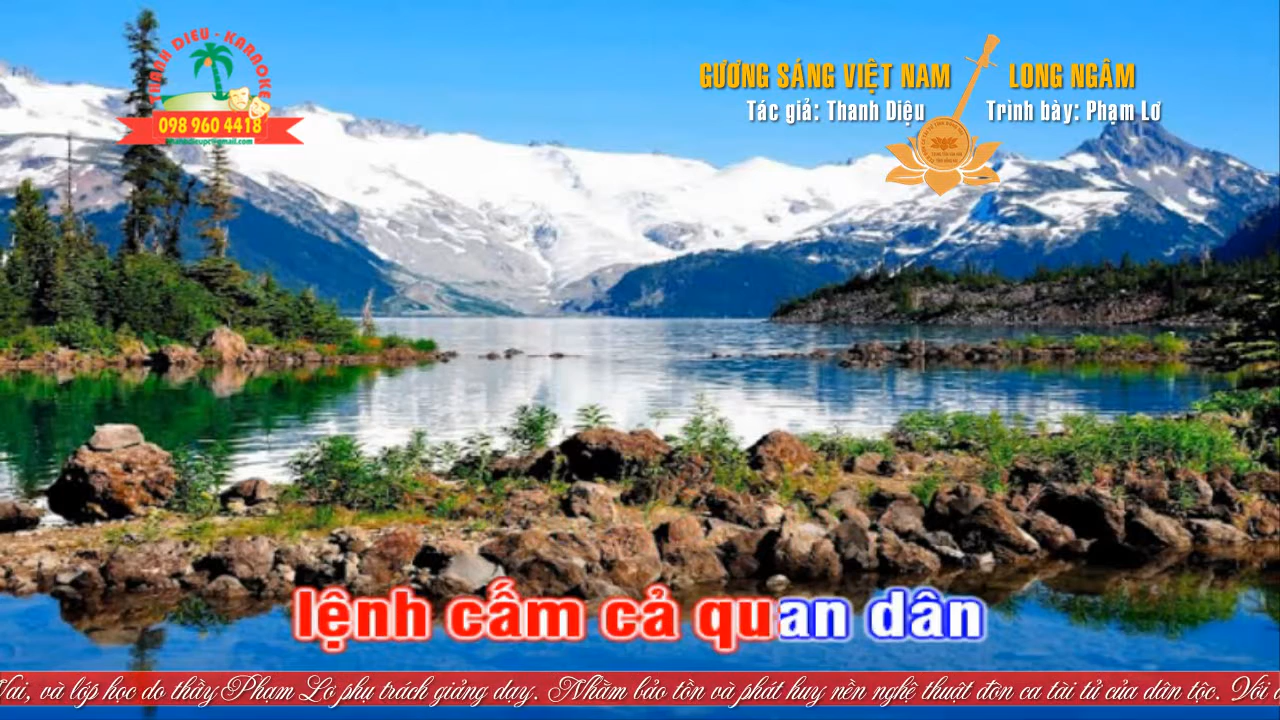 THANH DIỆU - KARAOKE
098 960 4418
GƯƠNG SÁNG VIỆT NAM
LONG NGÂM
Tác giả: Thanh Diệu
Trình bày: Phạm Lơ
lệnh cấm cả quan dân
Vai, và lớp học do thầy Phạm Lơ phụ trách giảng dạy. Nhằm bảo tồn và phát huy nền nghệ thuật đờn ca tài tử của dân tộc. Với